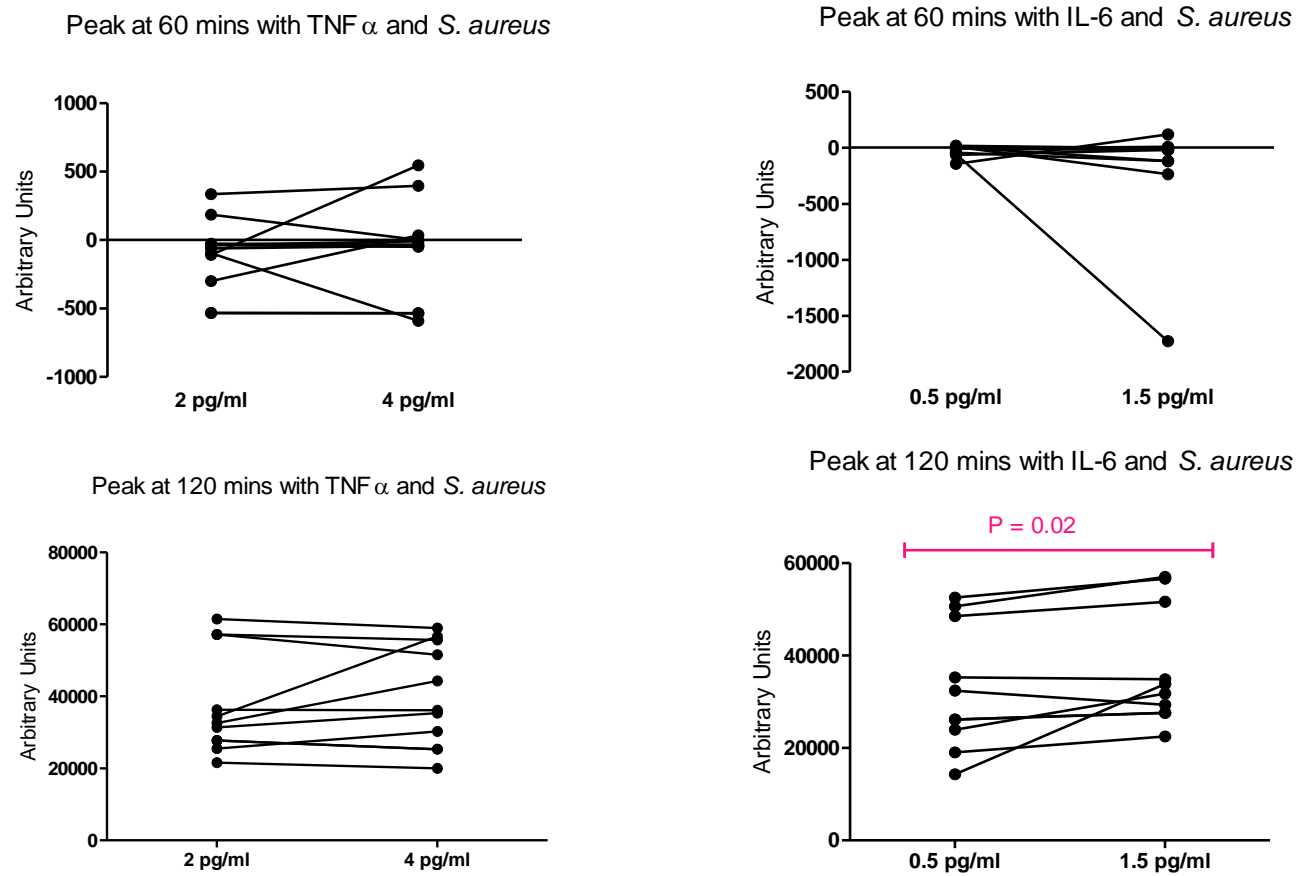 Peak at 60 mins with TNF α and S. aureus
Arbitrary Units
1000
500
0
-500
-1000
2 pg/ml 4 pg/ml
Peak at 60 mins with IL-6 and S. aureus
Arbitrary Units
500
0
-500
-1000
-1500
-2000
0.5 pg/ml 1.5 pg/ml
Peak at 120 mins with TNF α and S. aureus
Arbitrary Units
80000
60000
40000
20000
0
2 pg/ml 4 pg/ml
Peak at 120 mins with IL-6 and S. aureus
P = 0.02
Arbitrary Units
60000
40000
20000
0
0.5 pg/ml 1.5 pg/ml